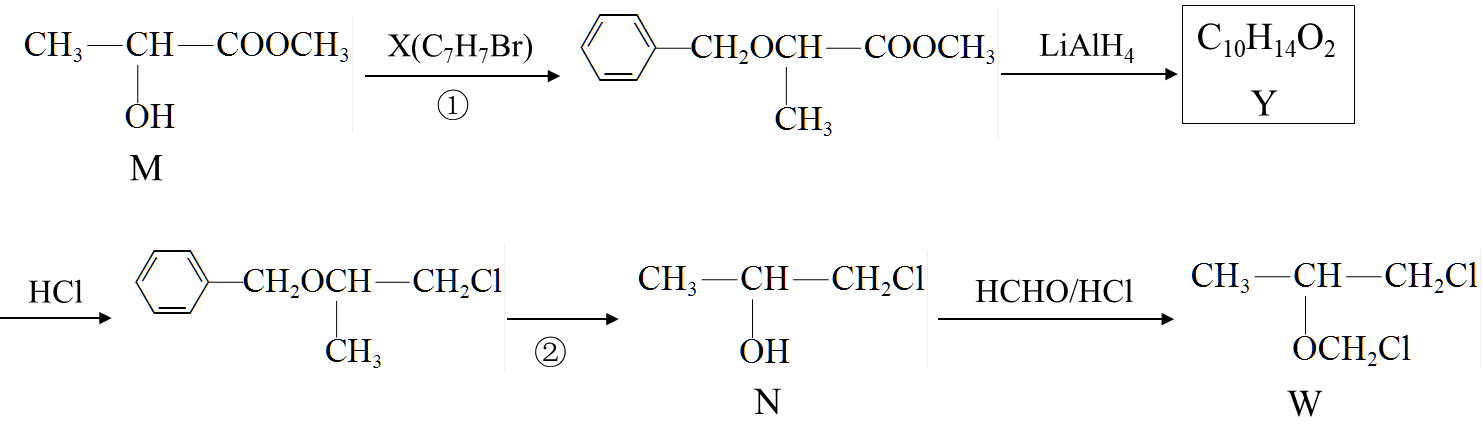 CH₃—CH—COOCH₃
OH
M
X(C₇H₇Br)
①
CH₂OCH—COOCH₃
CH₃
LiAlH₄
C₁₀H₁₄O₂
Y
HCl
CH₂OCH—CH₂Cl
CH₃
②
CH₃—CH—CH₂Cl
OH
N
HCHO/HCl
CH₃—CH—CH₂Cl
OCH₂Cl
W